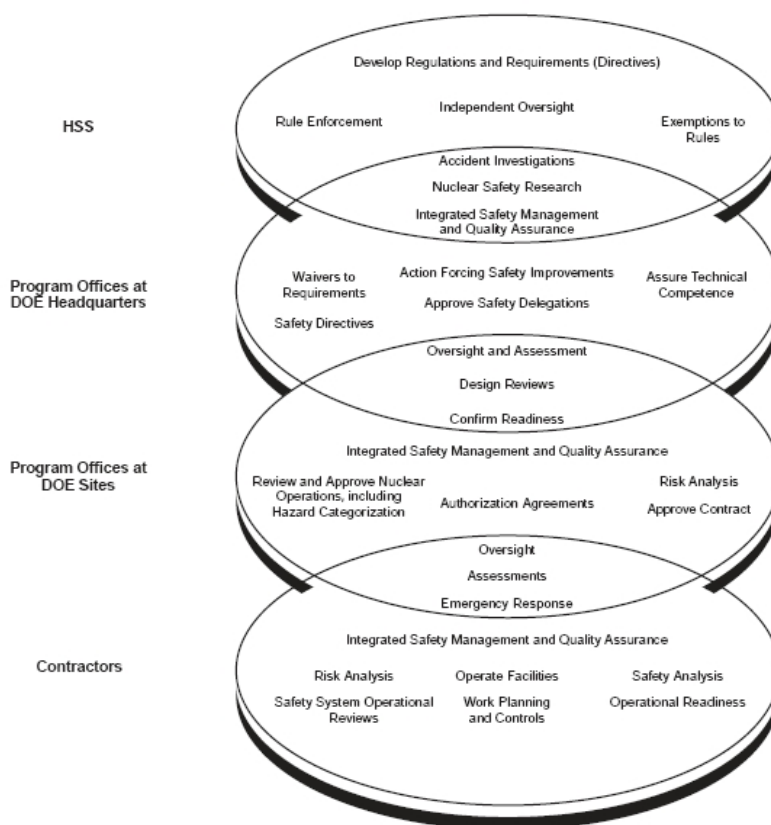 Develop Regulations and Requirements (Directives)
HSS
Rule Enforcement
Independent Oversight
Exemptions to
Rules
Accident Investigations
Nuclear Safety Research
Integrated Safety Management
and Quality Assurance
Program Offices at
DOE Headquarters
Waivers to
Requirements
Safety Directives
Action Forcing Safety Improvements
Approve Safety Delegations
Assure Technical
Competence
Oversight and Assessment
Design Reviews
Confirm Readiness
Program Offices at
DOE Sites
Integrated Safety Management and Quality Assurance
Review and Approve Nuclear
Operations, including
Hazard Categorization
Authorization Agreements
Risk Analysis
Approve Contract
Oversight
Assessments
Emergency Response
Contractors
Integrated Safety Management and Quality Assurance
Risk Analysis
Operate Facilities
Safety Analysis
Safety System Operational
Reviews
Work Planning
and Controls
Operational Readiness